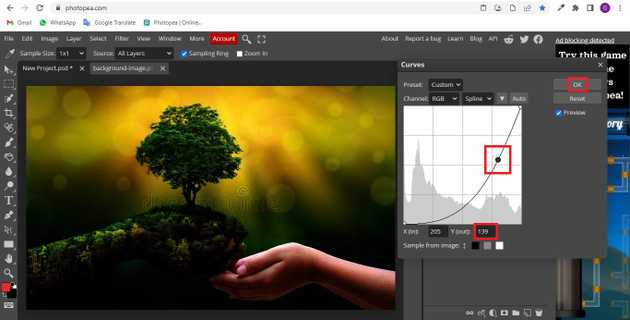 photopea.com
Gmail WhatsApp Google Translate Photopea | Online...
File Edit Image Layer Select Filter View Window More Account About Report a bug Learn Blog API Ad blocking detected
Sample Size: 1x1 Source: All Layers Sampling Ring Zoom In
New Project.psd * background-image.p
Try this game
Curves
Preset: Custom OK
Channel: RGB Spline Auto Reset
Preview
X (in): 205 Y (out): 139
Sample from image: